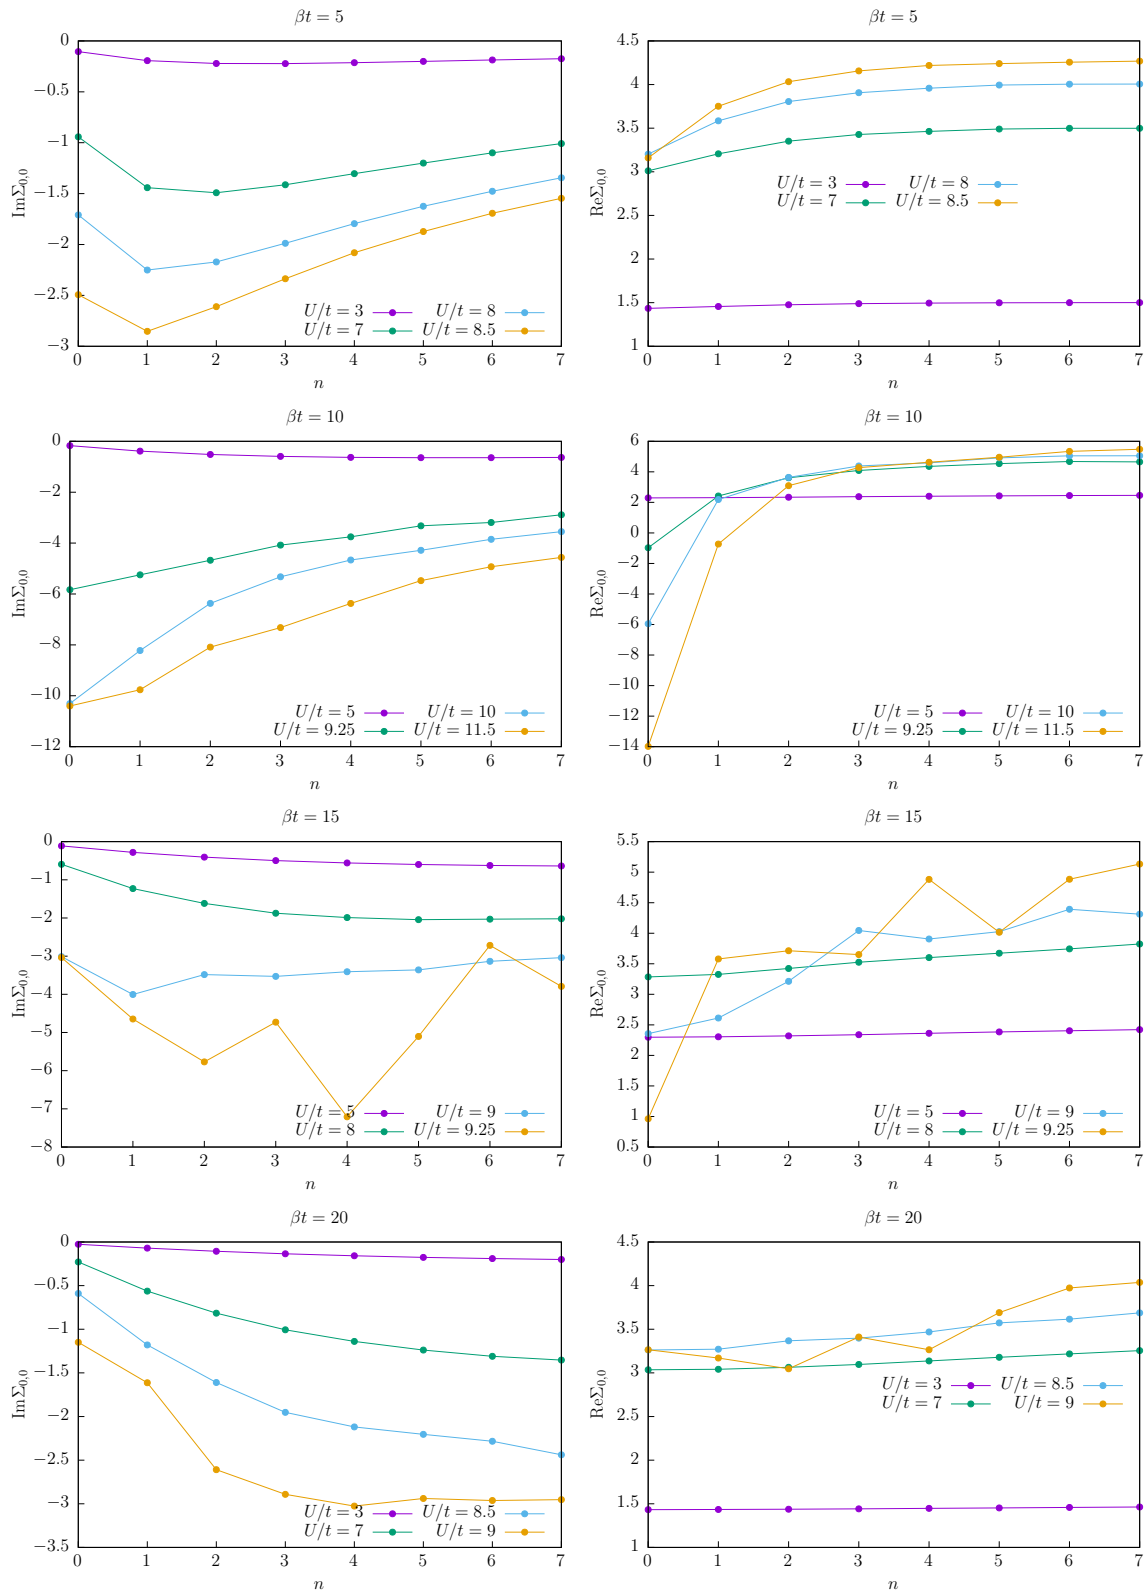 βt = 5
0
−0.5
−1
−1.5
−2
−2.5
−3
ImΣ0,0
0 1 2 3 4 5 6 7
n
U/t = 3 U/t = 8
U/t = 7 U/t = 8.5
βt = 5
4.5
4
3.5
3
2.5
2
1.5
1
ReΣ0,0
0 1 2 3 4 5 6 7
n
U/t = 3 U/t = 8
U/t = 7 U/t = 8.5
βt = 10
0
−2
−4
−6
−8
−10
−12
ImΣ0,0
0 1 2 3 4 5 6 7
n
U/t = 5 U/t = 10
U/t = 9.25 U/t = 11.5
βt = 10
6
4
2
0
−2
−4
−6
−8
−10
−12
−14
ReΣ0,0
0 1 2 3 4 5 6 7
n
U/t = 5 U/t = 10
U/t = 9.25 U/t = 11.5
βt = 15
0
−1
−2
−3
−4
−5
−6
−7
−8
ImΣ0,0
0 1 2 3 4 5 6 7
n
U/t = 5 U/t = 9
U/t = 8 U/t = 9.25
βt = 15
5.5
5
4.5
4
3.5
3
2.5
2
1.5
1
0.5
ReΣ0,0
0 1 2 3 4 5 6 7
n
U/t = 5 U/t = 9
U/t = 8 U/t = 9.25
βt = 20
0
−0.5
−1
−1.5
−2
−2.5
−3
−3.5
ImΣ0,0
0 1 2 3 4 5 6 7
n
U/t = 3 U/t = 8.5
U/t = 7 U/t = 9
βt = 20
4.5
4
3.5
3
2.5
2
1.5
1
ReΣ0,0
0 1 2 3 4 5 6 7
n
U/t = 3 U/t = 8.5
U/t = 7 U/t = 9